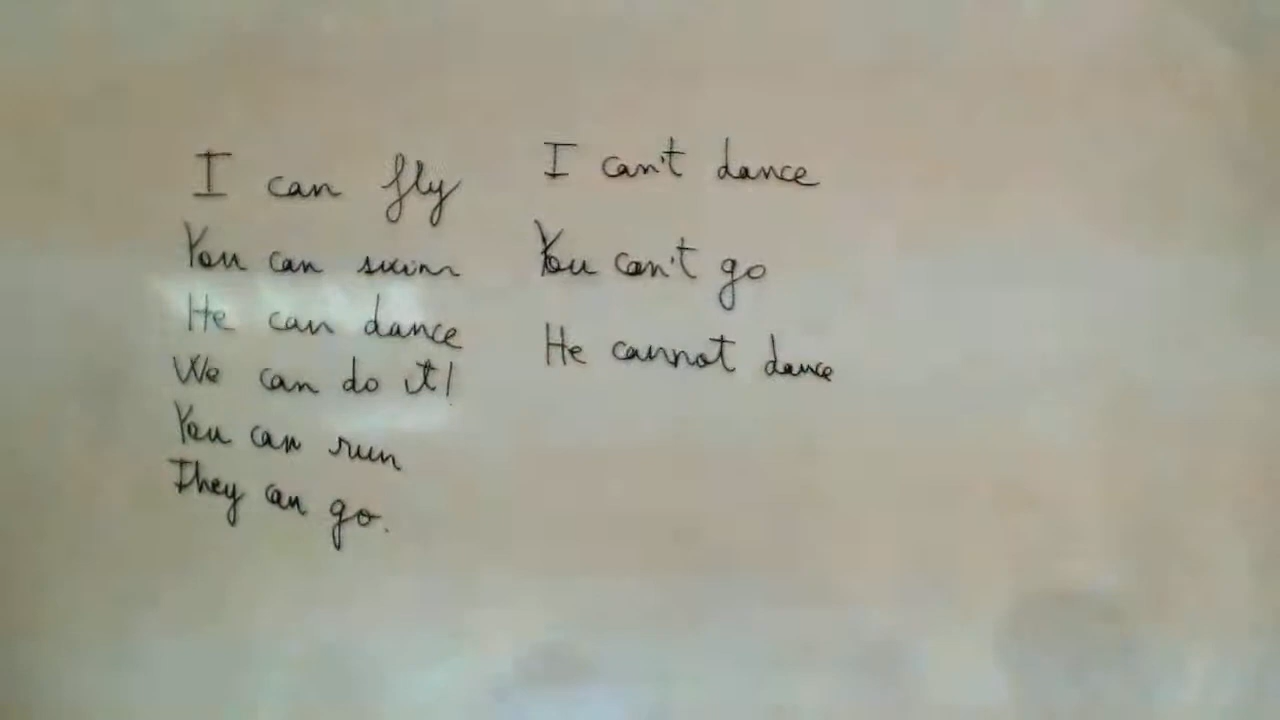 I can fly
You can swim
He can dance
We can do it!
You can run
They can go.
I can't dance
You can't go
He cannot dance